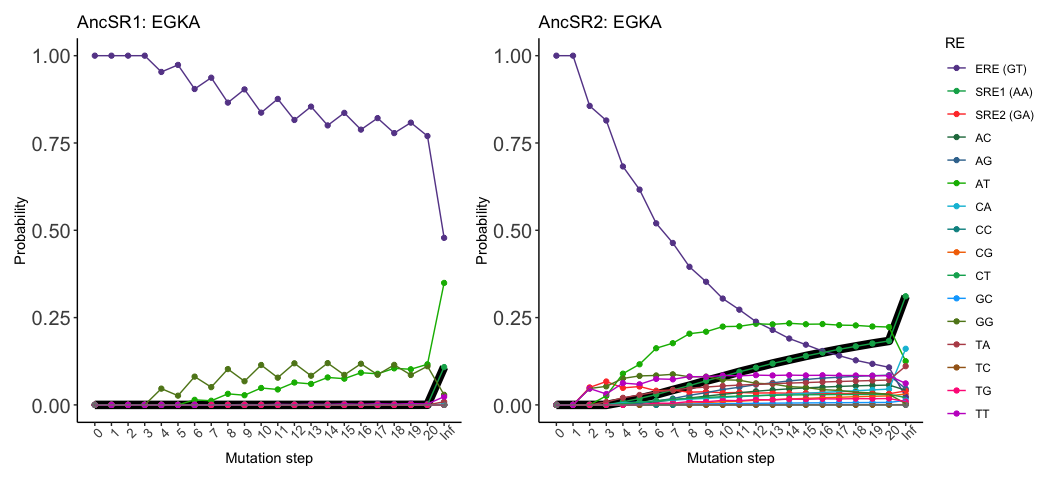 AncSR1: EGKA
1.00
0.75
0.50
0.25
0.00
Probability
0 1 2 3 4 5 6 7 8 9 10 11 12 13 14 15 16 17 18 19 20 Inf
Mutation step
AncSR2: EGKA
1.00
0.75
0.50
0.25
0.00
Probability
0 1 2 3 4 5 6 7 8 9 10 11 12 13 14 15 16 17 18 19 20 Inf
Mutation step
RE
ERE (GT)
SRE1 (AA)
SRE2 (GA)
AC
AG
AT
CA
CC
CG
CT
GC
GG
TA
TC
TG
TT